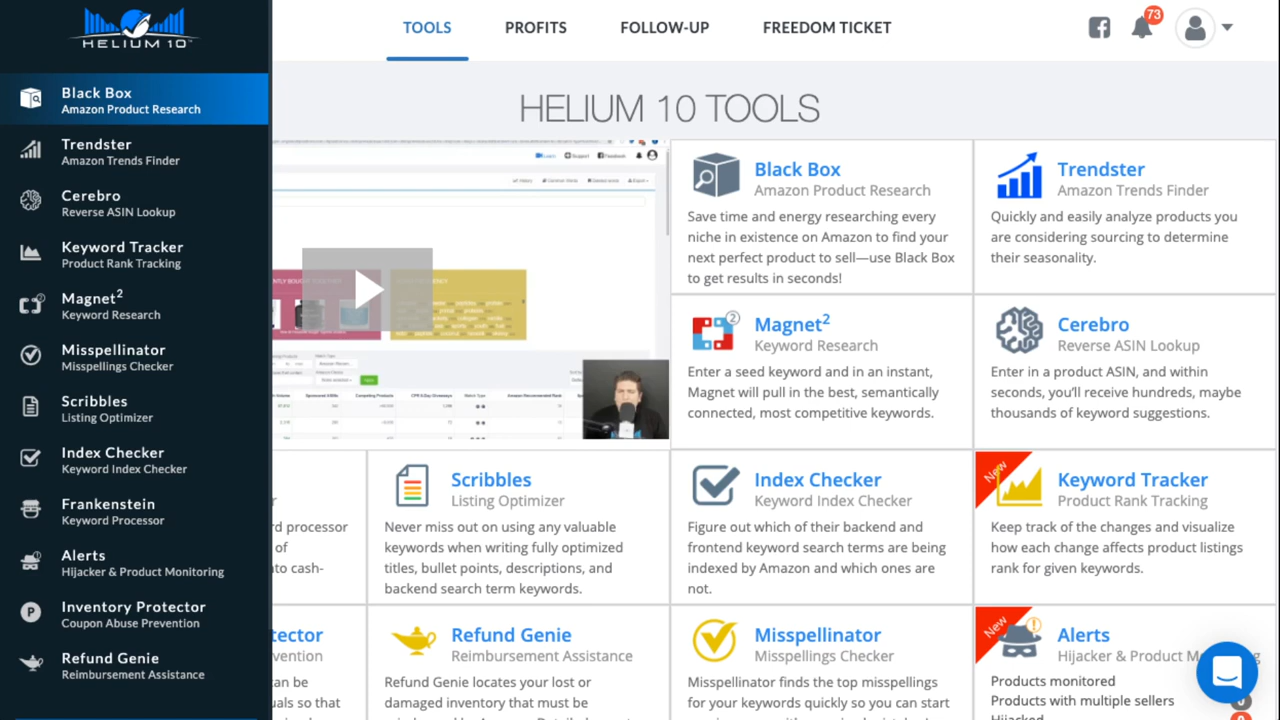 HELIUM 10™
Black Box
Amazon Product Research
Trendster
Amazon Trends Finder
Cerebro
Reverse ASIN Lookup
Keyword Tracker
Product Rank Tracking
Magnet2
Keyword Research
Misspellinator
Misspellings Checker
Scribbles
Listing Optimizer
Index Checker
Keyword Index Checker
Frankenstein
Keyword Processor
Alerts
Hijacker & Product Monitoring
Inventory Protector
Coupon Abuse Prevention
Refund Genie
Reimbursement Assistance
TOOLS
PROFITS
FOLLOW-UP
FREEDOM TICKET
73
HELIUM 10 TOOLS
Black Box
Amazon Product Research
Save time and energy researching every
niche in existence on Amazon to find your
next perfect product to sell—use Black Box
to get results in seconds!
Trendster
Amazon Trends Finder
Quickly and easily analyze products you
are considering sourcing to determine
their seasonality.
Magnet2
Keyword Research
Enter a seed keyword and in an instant,
Magnet will pull in the best, semantically
connected, most competitive keywords.
Cerebro
Reverse ASIN Lookup
Enter in a product ASIN, and within
seconds, you'll receive hundreds, maybe
thousands of keyword suggestions.
r
rd processor
of
to cash-
Scribbles
Listing Optimizer
Never miss out on using any valuable
keywords when writing fully optimized
titles, bullet points, descriptions, and
backend search term keywords.
Index Checker
Keyword Index Checker
Figure out which of their backend and
frontend keyword search terms are being
indexed by Amazon and which ones are
not.
New
Keyword Tracker
Product Rank Tracking
Keep track of the changes and visualize
how each change affects product listings
rank for given keywords.
tector
vention
can be
uals so that
Refund Genie
Reimbursement Assistance
Refund Genie locates your lost or
damaged inventory that must be
Misspellinator
Misspellings Checker
Misspellinator finds the top misspellings
for your keywords quickly so you can start
New
Alerts
Hijacker & Product M
Products monitored
Products with multiple sellers
Hijacked